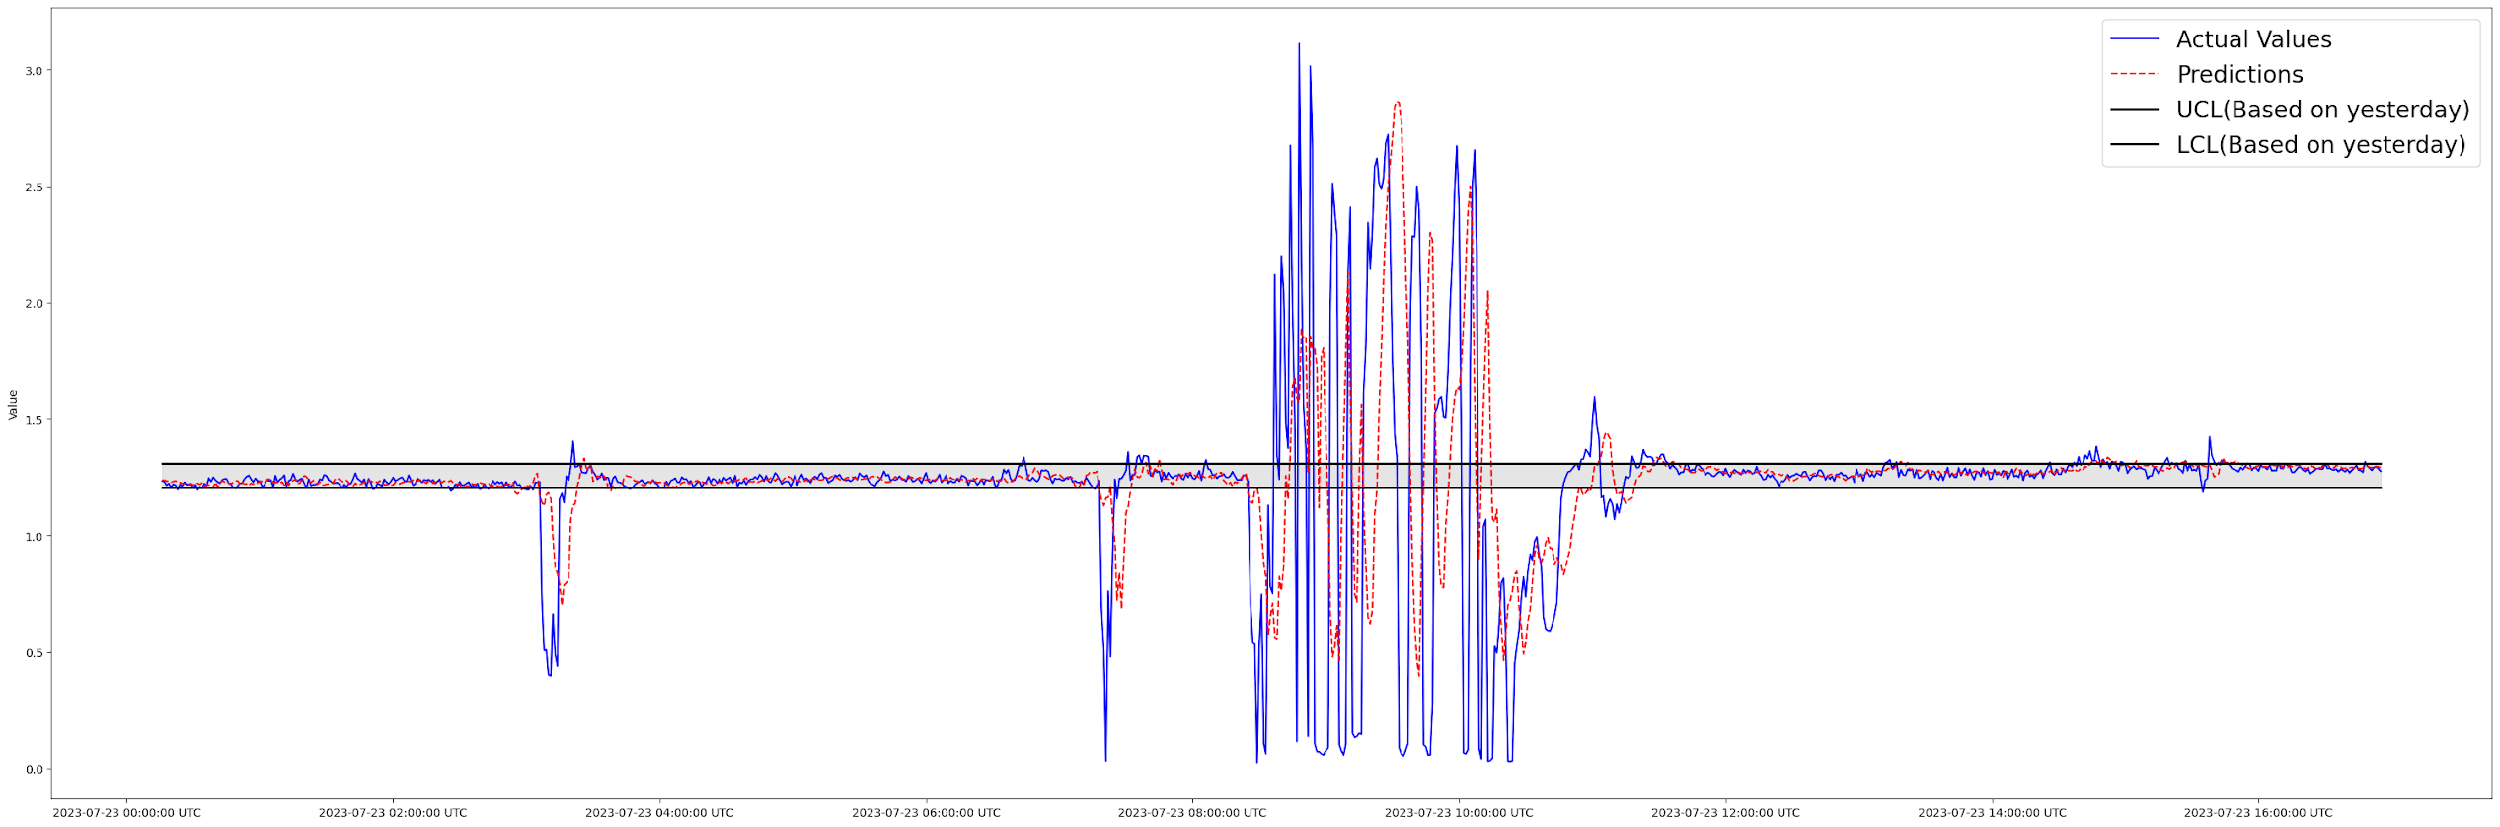 Actual Values
Predictions
UCL(Based on yesterday)
LCL(Based on yesterday)
Value
3.0
2.5
2.0
1.5
1.0
0.5
0.0
2023-07-23 00:00:00 UTC
2023-07-23 02:00:00 UTC
2023-07-23 04:00:00 UTC
2023-07-23 06:00:00 UTC
2023-07-23 08:00:00 UTC
2023-07-23 10:00:00 UTC
2023-07-23 12:00:00 UTC
2023-07-23 14:00:00 UTC
2023-07-23 16:00:00 UTC